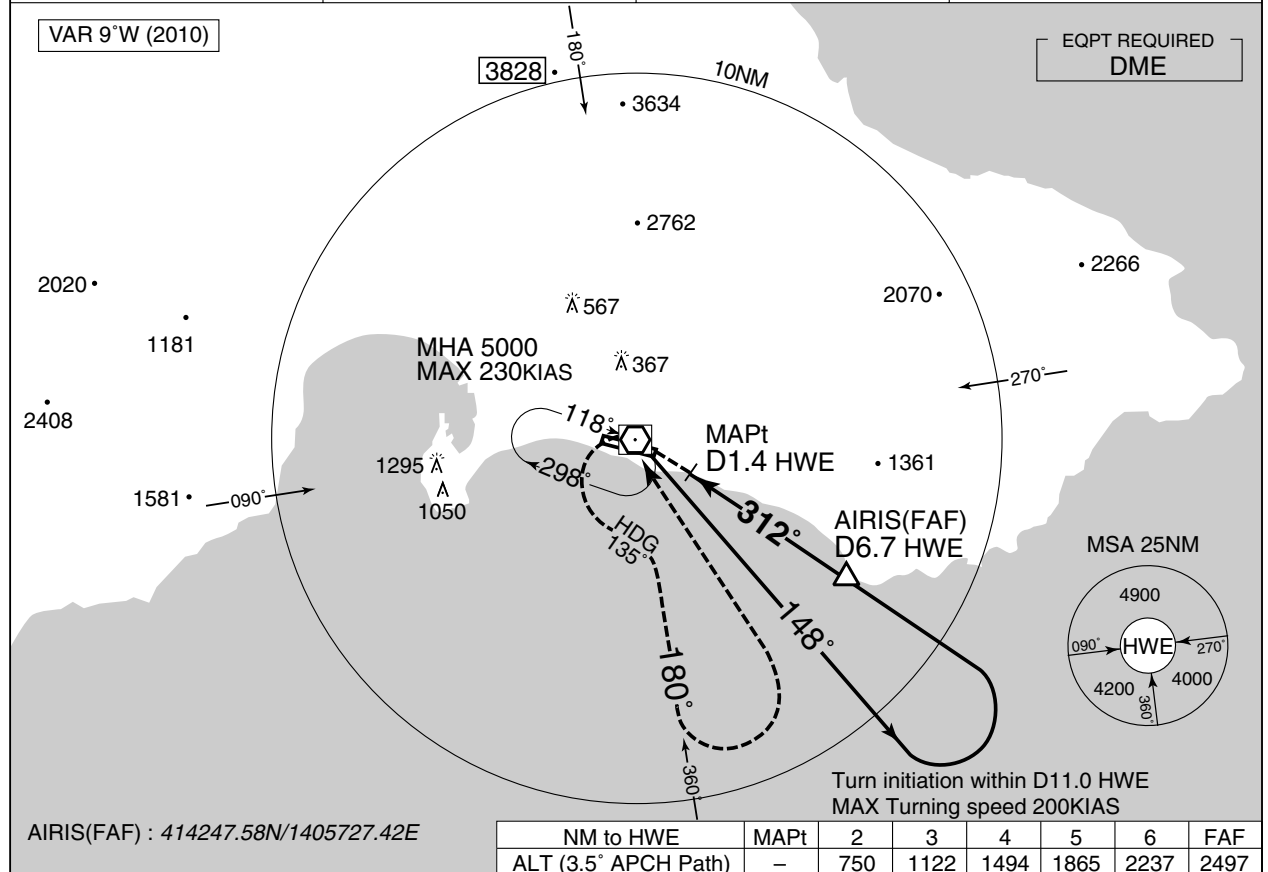 VAR 9°W (2010)
EQPT REQUIRED
DME
180°
3828
10NM
3634
2762
2266
2020
2070
567
1181
MHA 5000
MAX 230KIAS
367
270°
2408
118°
MAPt
D1.4 HWE
1295
298°
1361
1581
090°
1050
312°
AIRIS(FAF)
D6.7 HWE
HDG
135°
MSA 25NM
4900
148°
090°
HWE
270°
180°
4200
4000
360°
360°
Turn initiation within D11.0 HWE
MAX Turning speed 200KIAS
AIRIS(FAF) : 414247.58N/1405727.42E
NM to HWE MAPt 2 3 4 5 6 FAF
ALT (3.5° APCH Path) – 750 1122 1494 1865 2237 2497